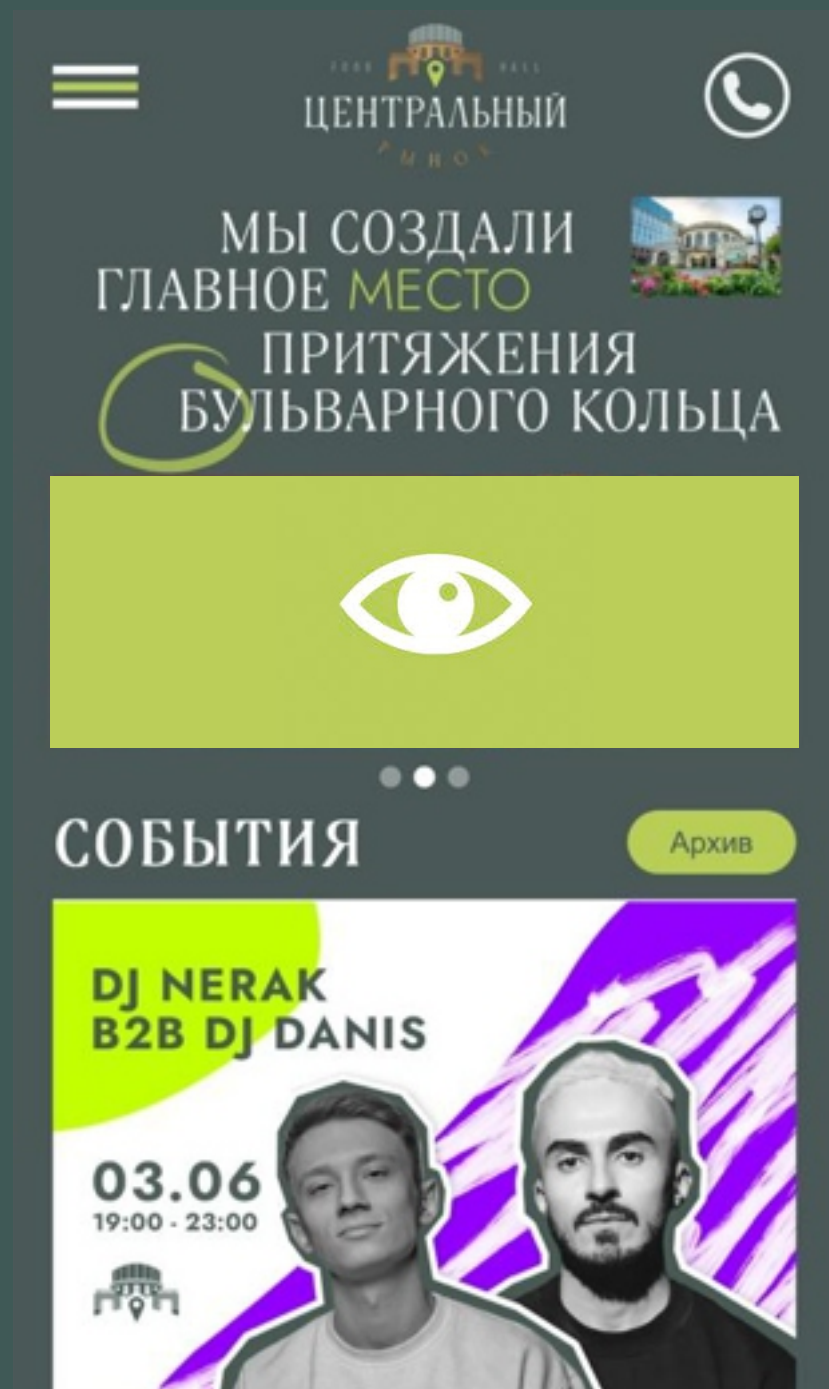 FOOD HALL
ЦЕНТРАЛЬНЫЙ
РЫНОК
МЫ СОЗДАЛИ
ГЛАВНОЕ МЕСТО
ПРИТЯЖЕНИЯ
БУЛЬВАРНОГО КОЛЬЦА
СОБЫТИЯ
Архив
DJ NERAK
B2B DJ DANIS
03.06
19:00 - 23:00